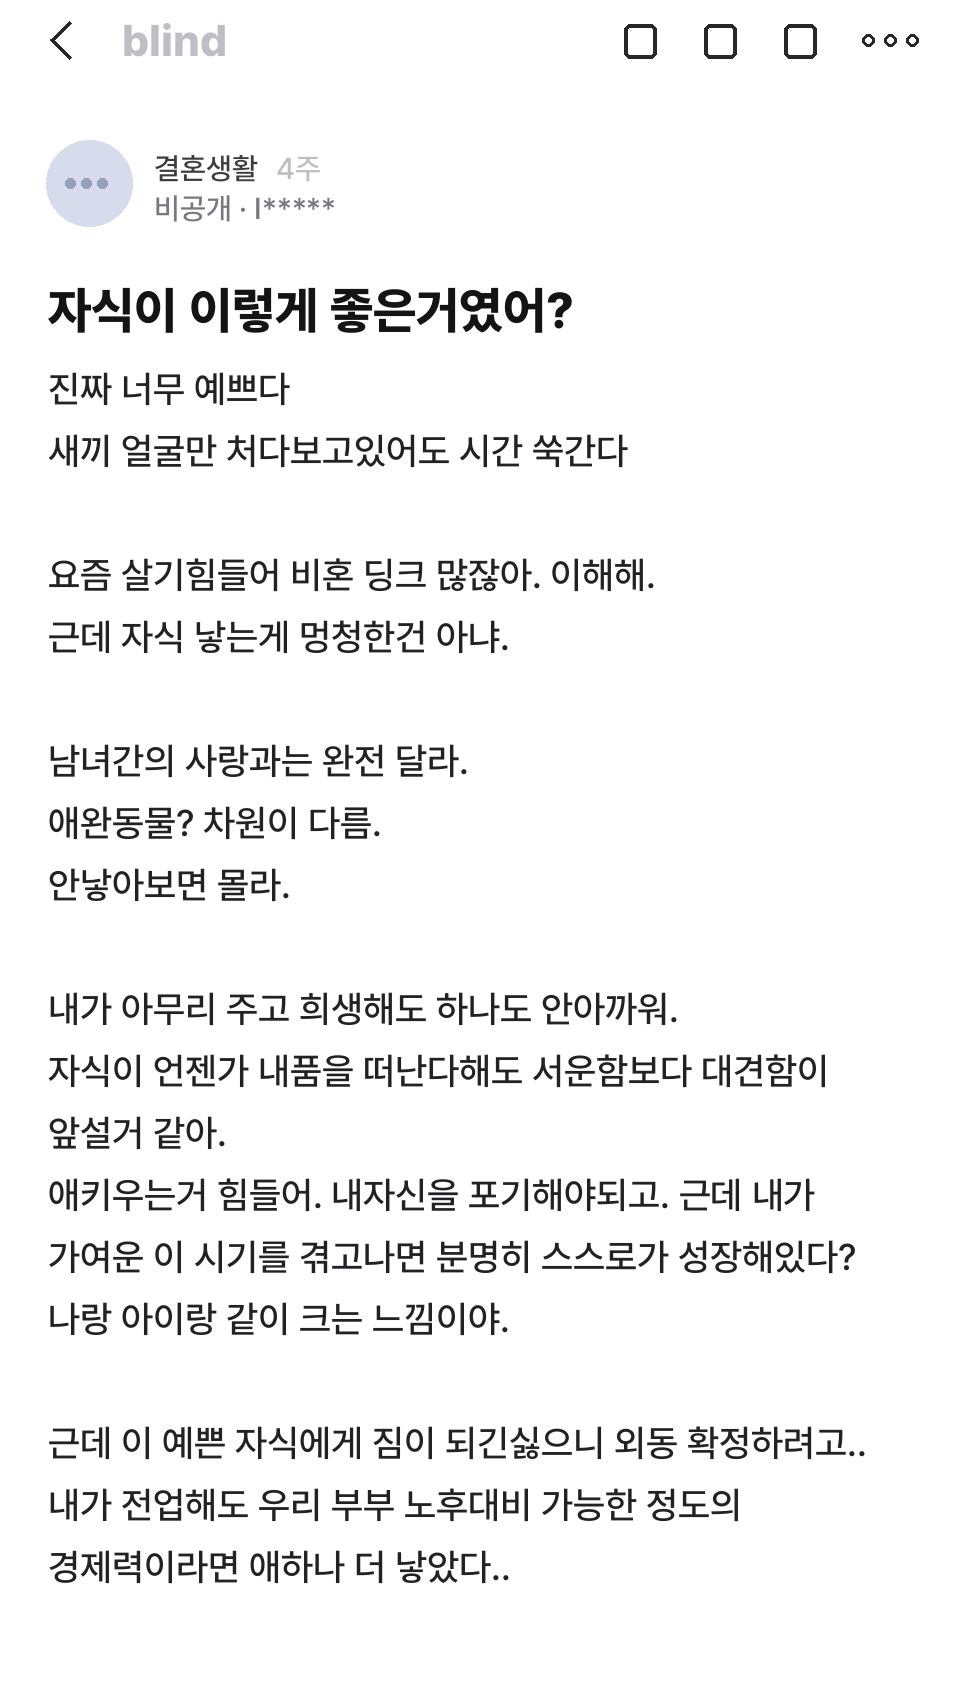 blind
결혼생활 4주
비공개 · I*****
자식이 이렇게 좋은거였어?
진짜 너무 예쁘다
새끼 얼굴만 처다보고있어도 시간 쑥간다
요즘 살기힘들어 비혼 딩크 많잖아. 이해해.
근데 자식 낳는게 멍청한건 아냐.
남녀간의 사랑과는 완전 달라.
애완동물? 차원이 다름.
안낳아보면 몰라.
내가 아무리 주고 희생해도 하나도 안아까워.
자식이 언젠가 내품을 떠난다해도 서운함보다 대견함이
앞설거 같아.
애키우는거 힘들어. 내자신을 포기해야되고. 근데 내가
가여운 이 시기를 겪고나면 분명히 스스로가 성장해있다?
나랑 아이랑 같이 크는 느낌이야.
근데 이 예쁜 자식에게 짐이 되긴싫으니 외동 확정하려고..
내가 전업해도 우리 부부 노후대비 가능한 정도의
경제력이라면 애하나 더 낳았다..